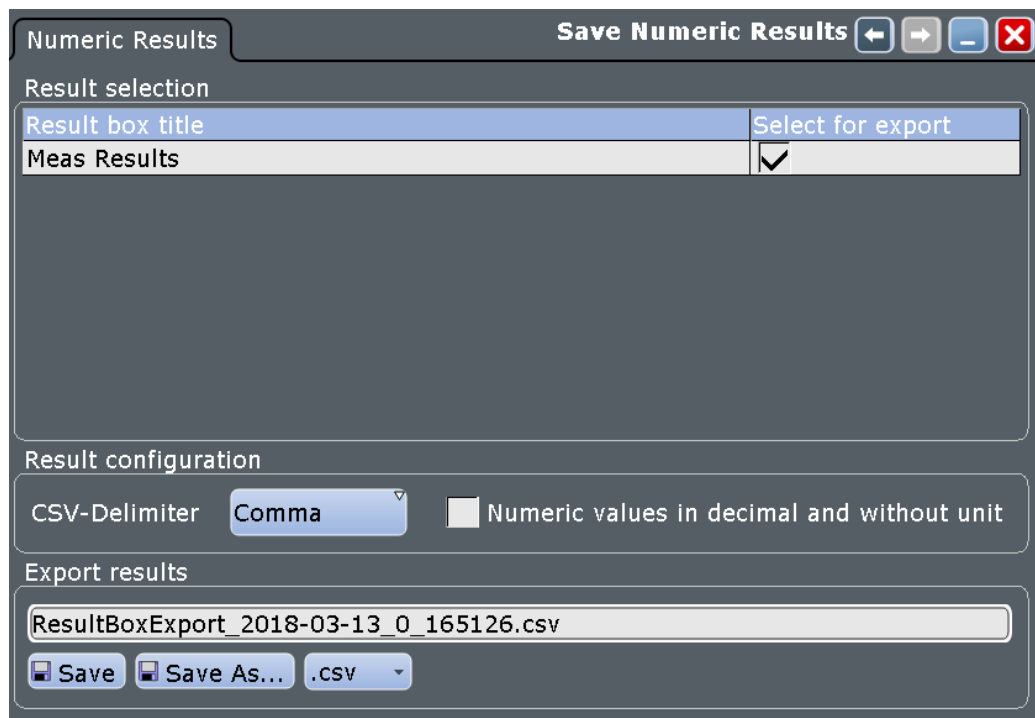 Numeric Results
Save Numeric Results
Result selection
Result box title Select for export
Meas Results
Result configuration
CSV-Delimiter Comma Numeric values in decimal and without unit
Export results
ResultBoxExport_2018-03-13_0_165126.csv
Save Save As... .csv